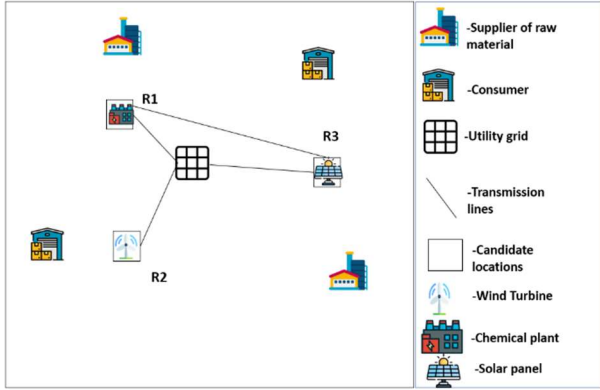 R1
R3
R2
-Supplier of raw
material
-Consumer
-Utility grid
-Transmission
lines
-Candidate
locations
-Wind Turbine
-Chemical plant
-Solar panel